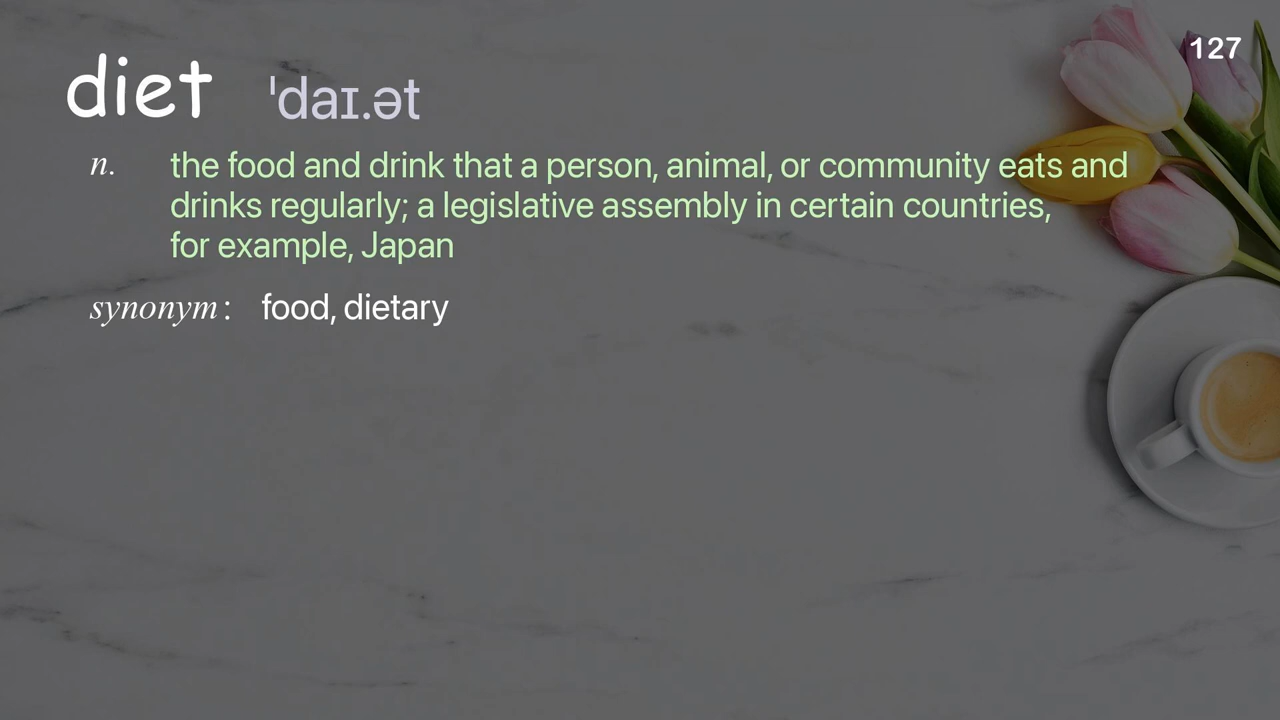 127
diet ˈdaɪ.ət
n. the food and drink that a person, animal, or community eats and
drinks regularly; a legislative assembly in certain countries,
for example, Japan
synonym : food, dietary